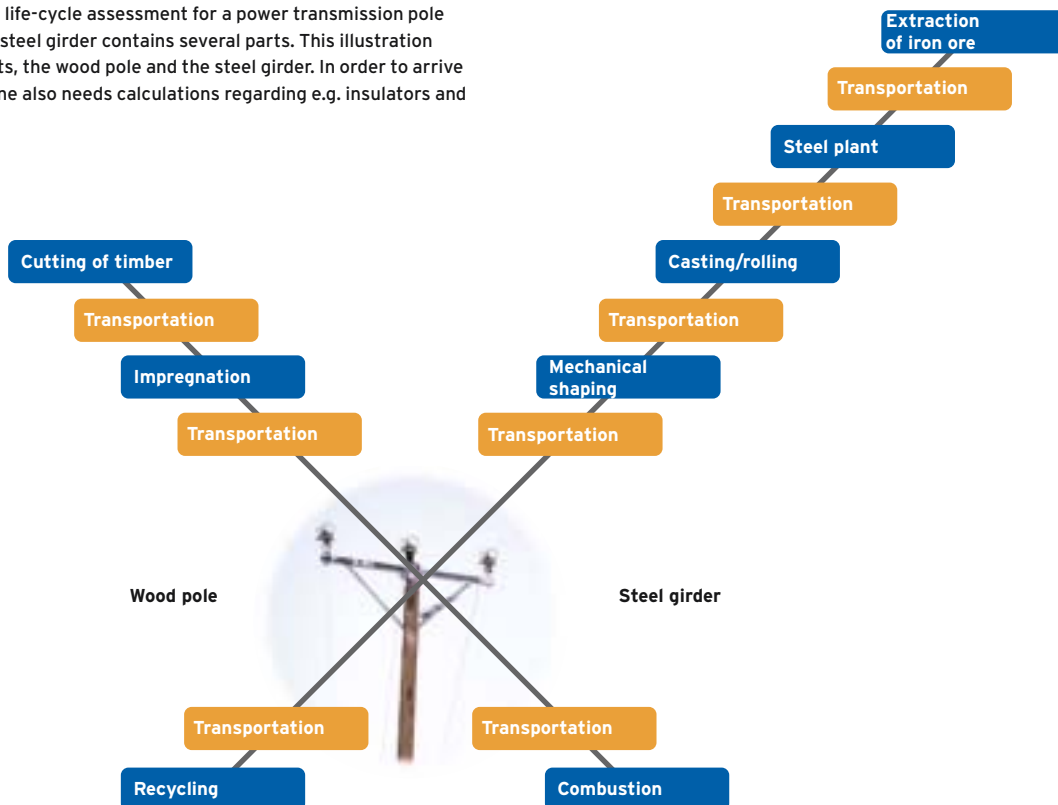 life-cycle assessment for a power transmission pole
steel girder contains several parts. This illustration
ts, the wood pole and the steel girder. In order to arrive
ne also needs calculations regarding e.g. insulators and
Extraction
of iron ore
Transportation
Steel plant
Transportation
Cutting of timber
Casting/rolling
Transportation
Transportation
Impregnation
Mechanical
shaping
Transportation
Transportation
Wood pole
Steel girder
Transportation
Transportation
Recycling
Combustion